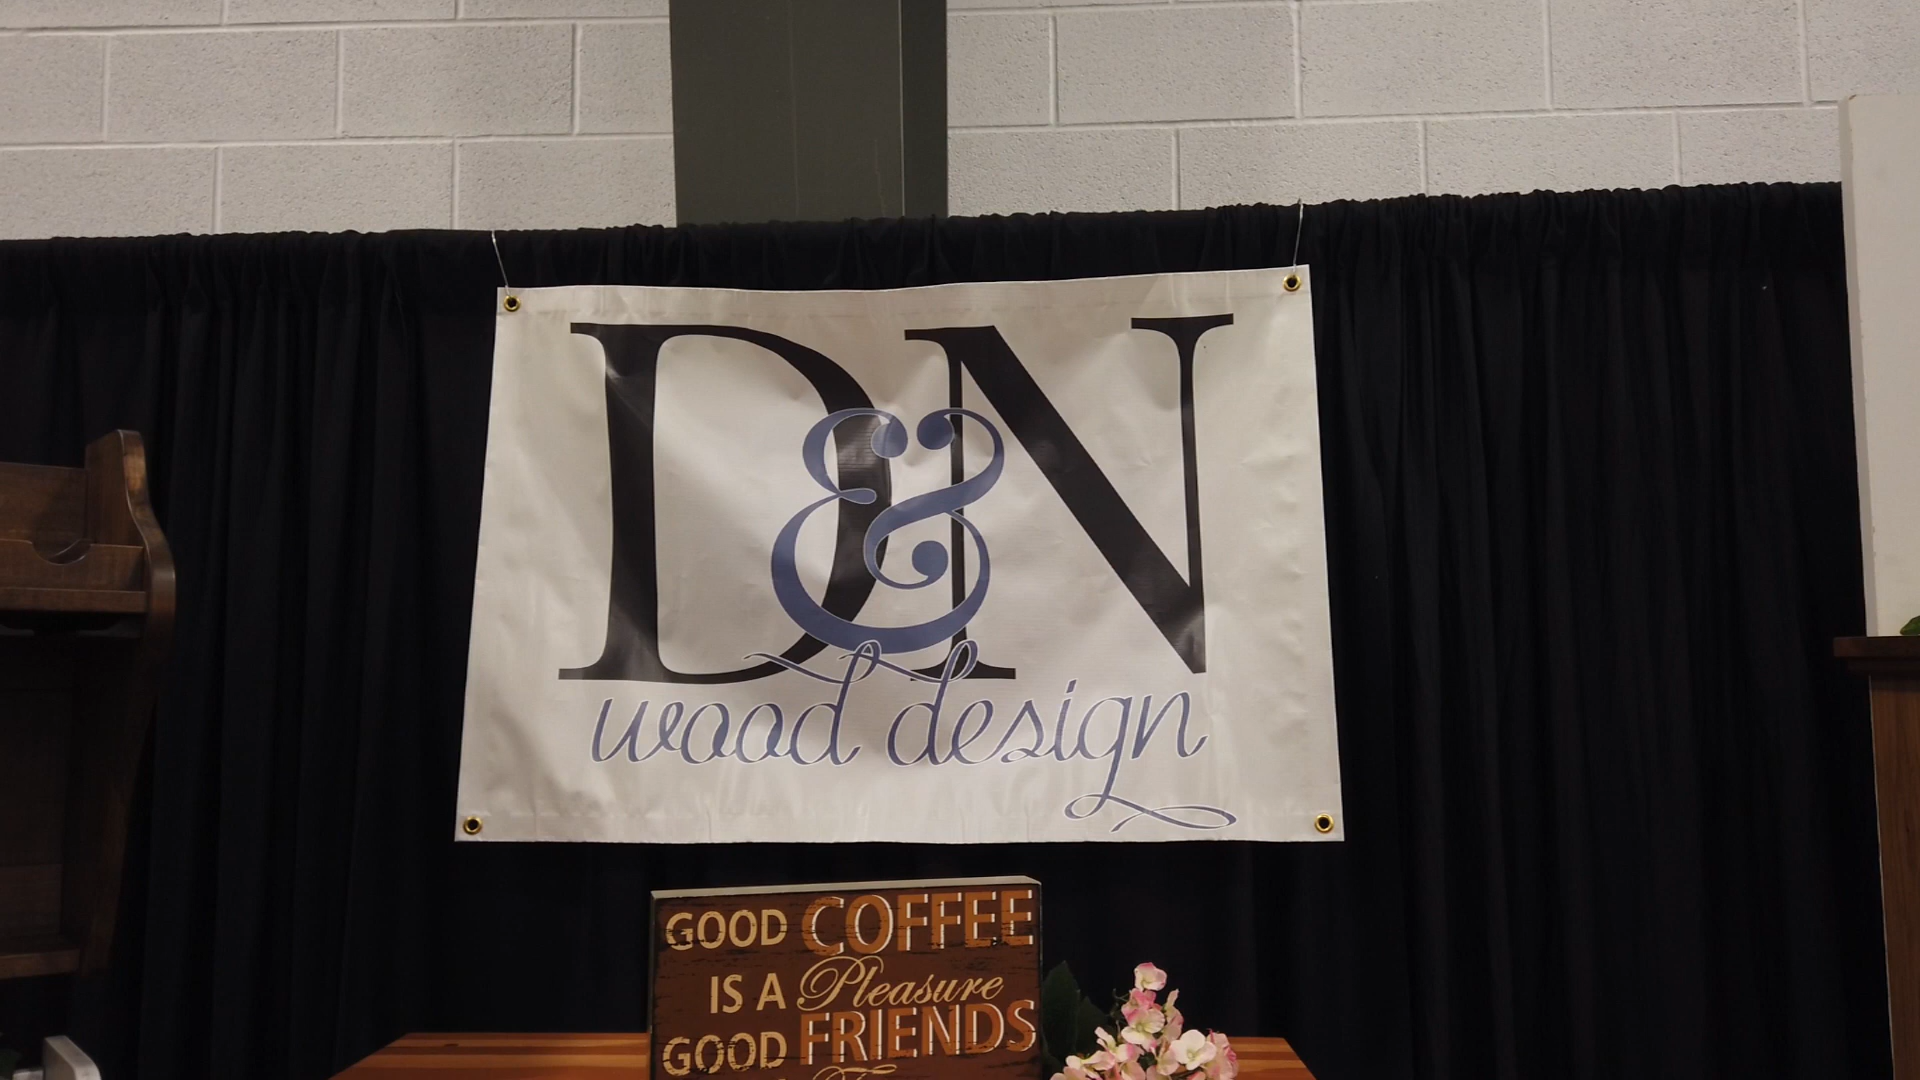 D&N
wood design
GOOD COFFEE
IS A Pleasure
GOOD FRIENDS